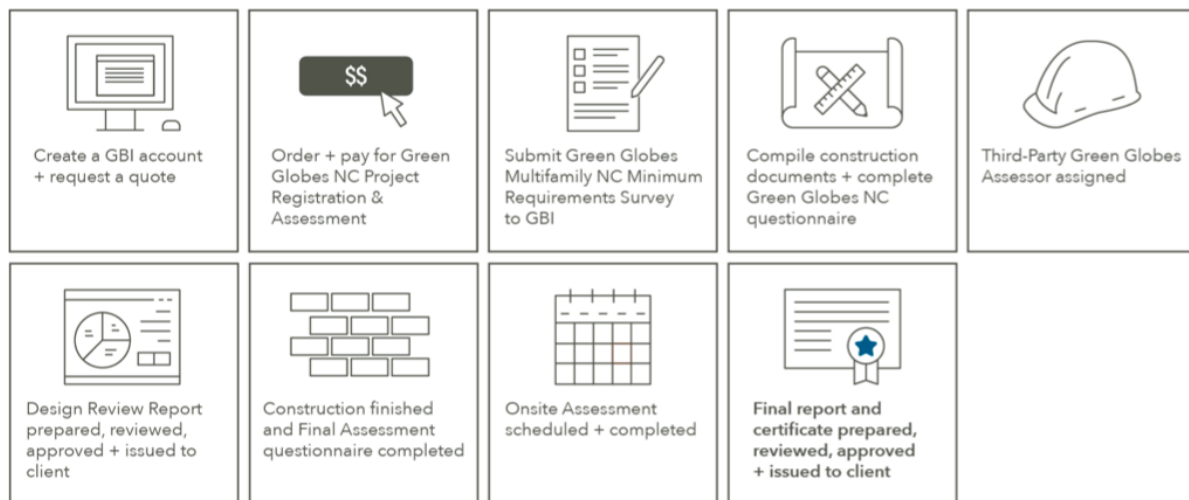 Create a GBI account
+ request a quote
$$
Order + pay for Green
Globes NC Project
Registration &
Assessment
Submit Green Globes
Multifamily NC Minimum
Requirements Survey
to GBI
Compile construction
documents + complete
Green Globes NC
questionnaire
Third-Party Green Globes
Assessor assigned
Design Review Report
prepared, reviewed,
approved + issued to
client
Construction finished
and Final Assessment
questionnaire completed
Onsite Assessment
scheduled + completed
Final report and
certificate prepared,
reviewed, approved
+ issued to client